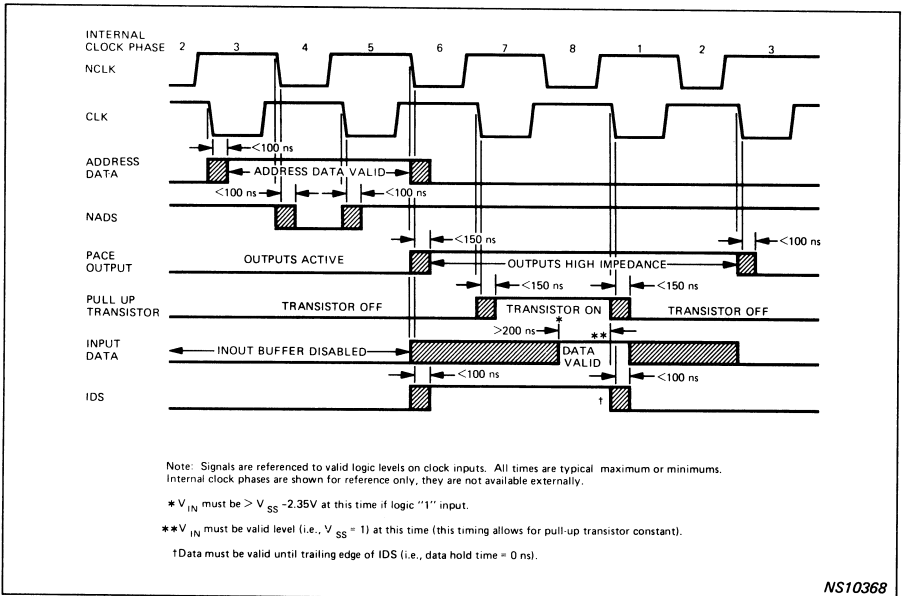 INTERNAL
CLOCK PHASE 2 3 4 5 6 7 8 1 2 3
NCLK
CLK
<100 ns
ADDRESS
DATA
ADDRESS DATA VALID
<100 ns <100 ns
NADS
<150 ns <100 ns
PACE
OUTPUT
OUTPUTS ACTIVE OUTPUTS HIGH IMPEDANCE
<150 ns <150 ns
PULL UP
TRANSISTOR
TRANSISTOR OFF TRANSISTOR ON TRANSISTOR OFF
>200 ns * **
INPUT
DATA
INOUT BUFFER DISABLED DATA
VALID
<100 ns <100 ns
IDS †
Note: Signals are referenced to valid logic levels on clock inputs. All times are typical maximum or minimums.
Internal clock phases are shown for reference only, they are not available externally.
* V IN must be > V SS -2.35V at this time if logic "1" input.
**V IN must be valid level (i.e., V SS = 1) at this time (this timing allows for pull-up transistor constant).
†Data must be valid until trailing edge of IDS (i.e., data hold time = 0 ns).
NS10368